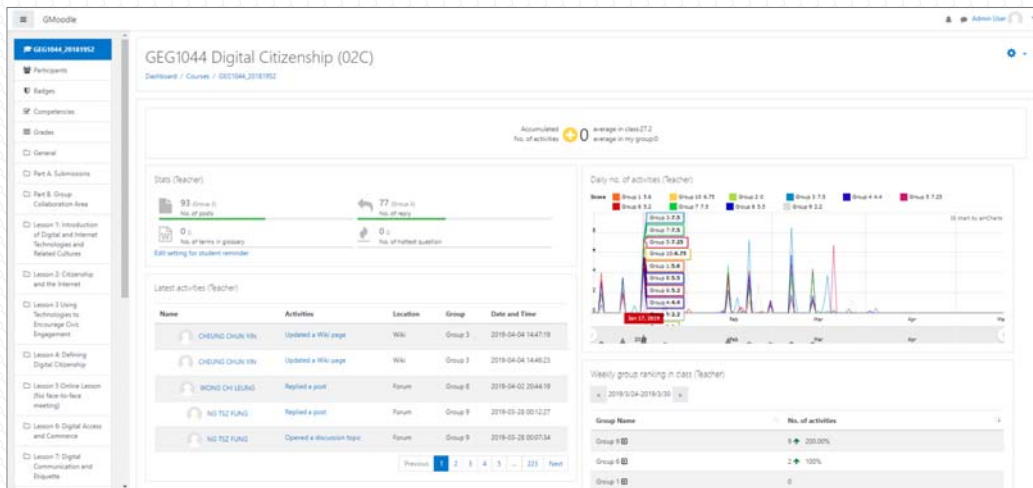 GMoodle
Admin User
GEG1044_20181952
Participants
Badges
Competencies
Grades
General
Part A: Submissions
Part B: Group
Collaboration Area
Lesson 1: Introduction
of Digital and Internet
Technologies and
Related Cultures
Lesson 2: Citizenship
and the Internet
Lesson 3 Using
Technologies to
Encourage Civic
Engagement
Lesson 4: Defining
Digital Citizenship
Lesson 5 Online Lesson
(No face-to-face
meeting)
Lesson 6: Digital Access
and Commerce
Lesson 7: Digital
Communication and
Etiquette
GEG1044 Digital Citizenship (02C)
Dashboard / Courses / GEG1044_20181952
Accumulated
No. of activities
0
average in class:27.2
average in my group:0
Stats (Teacher)
93 (Group 3)
No. of posts
77 (Group 4)
No. of reply
0
No. of terms in glossary
0
No. of hottest question
Edit setting for student reminder
Latest activities (Teacher)
Name Activities Location Group Date and Time
CHEUNG CHUN YIN Updated a Wiki page Wiki Group 3 2019-04-04 14:47:19
CHEUNG CHUN YIN Updated a Wiki page Wiki Group 3 2019-04-04 14:46:23
WONG CHI LEUNG Replied a post Forum Group 6 2019-04-02 20:44:19
NG TSZ FUNG Replied a post Forum Group 9 2019-03-28 00:12:27
NG TSZ FUNG Opened a discussion topic Forum Group 9 2019-03-28 00:07:34
Previous 1 2 3 4 5 ... 223 Next
Daily no. of activities (Teacher)
Score Group 1: 5.6 Group 10: 6.75 Group 2: 0 Group 3: 7.5 Group 4: 4.4 Group 5: 7.25
Group 6: 5.2 Group 7: 7.5 Group 8: 5.5 Group 9: 2.2
JS chart by amCharts
8
6
4
2
0
Group 3:7.5
Group 7:7.5
Group 5:7.25
Group 10:6.75
Group 1:5.6
Group 8:5.5
Group 6:5.2
Group 4:4.4
Jan 17, 2019
Feb Mar Apr
Feb Mar Apr
Weekly group ranking in class (Teacher)
« 2019/3/24-2019/3/30 »
Group Name No. of activities
Group 9 200.00%
Group 6 2 100%
Group 1 0